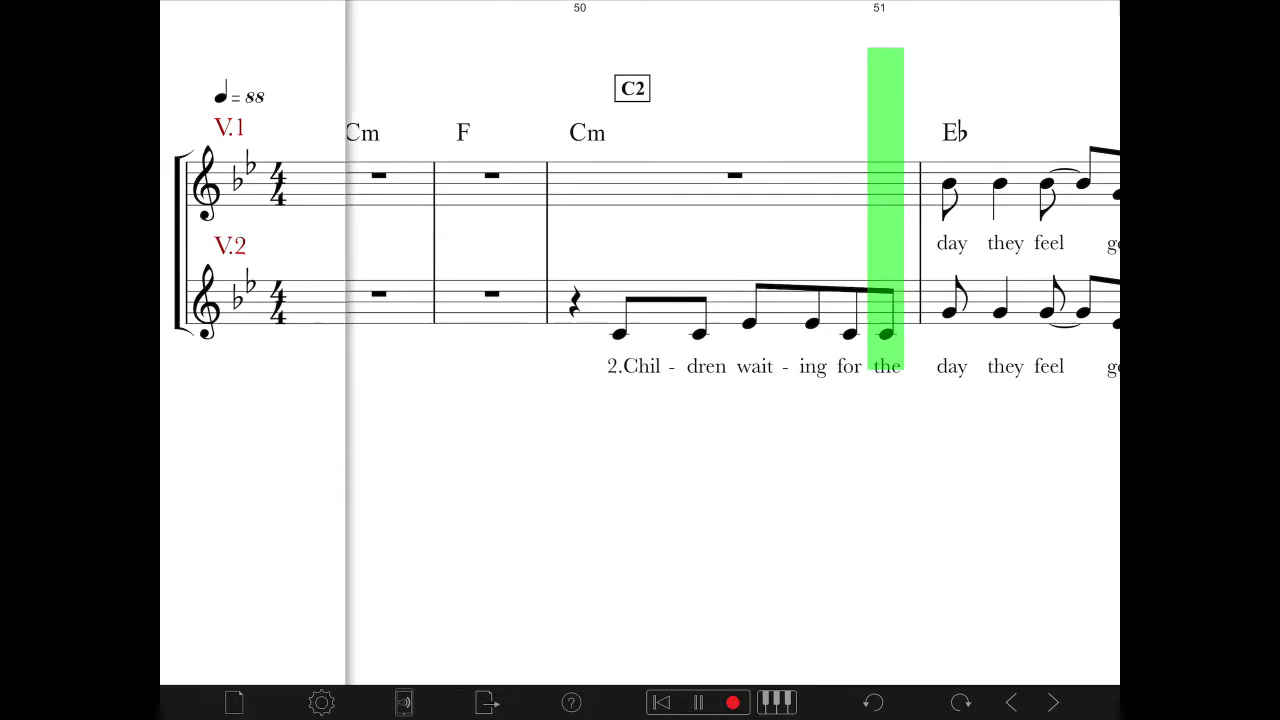 50 51
C2
♩ = 88
V.1
Cm F Cm E♭
day they feel
V.2
2.Chil - dren wait - ing for the day they feel